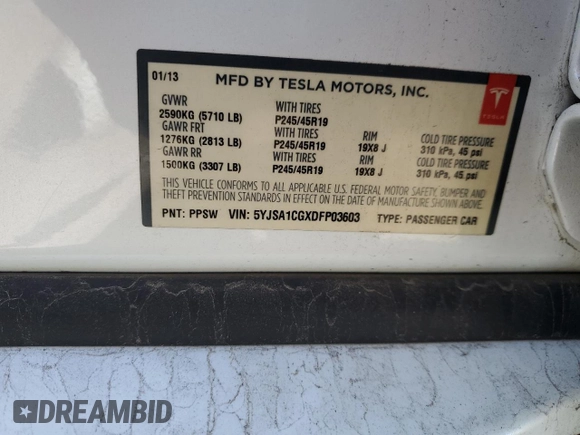 01/13 MFD BY TESLA MOTORS, INC.
GVWR WITH TIRES
2590KG (5710 LB) P245/45R19
GAWR FRT WITH TIRES RIM COLD TIRE PRESSURE
1276KG (2813 LB) P245/45R19 19X8 J 310 kPa, 45 psi
GAWR RR WITH TIRES RIM COLD TIRE PRESSURE
1500KG (3307 LB) P245/45R19 19X8 J 310 kPa, 45 psi
THIS VEHICLE CONFORMS TO ALL APPLICABLE U.S. FEDERAL MOTOR SAFETY, BUMPER AND
THEFT PREVENTION STANDARDS IN EFFECT ON THE DATE OF MANUFACTURE SHOWN ABOVE.
PNT: PPSW VIN: 5YJSA1CGXDFP03603 TYPE: PASSENGER CAR
TESLA
DREAMBID